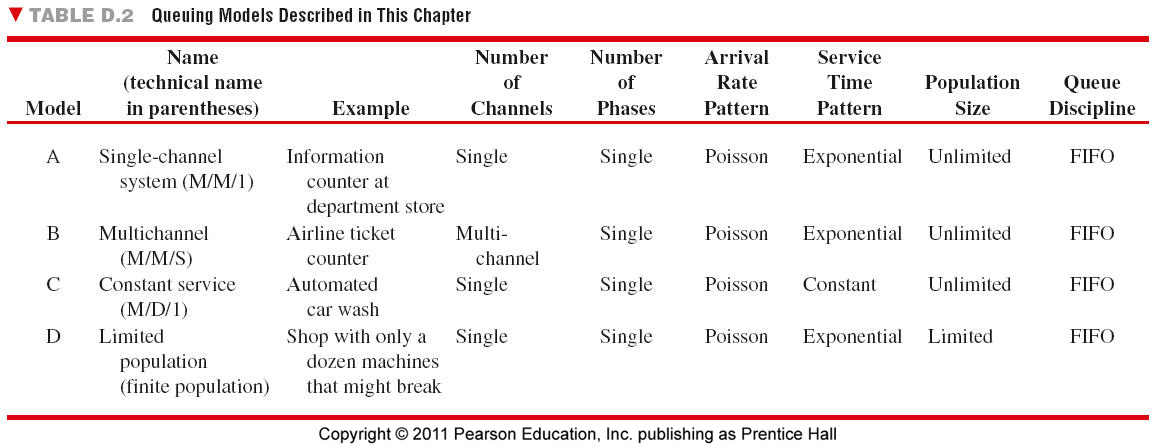 ▼ TABLE D.2 Queuing Models Described in This Chapter
Name Number Number Arrival Service
(technical name of of Rate Time Population Queue
Model in parentheses) Example Channels Phases Pattern Pattern Size Discipline
A Single-channel Information Single Single Poisson Exponential Unlimited FIFO
system (M/M/1) counter at
department store
B Multichannel Airline ticket Multi- Single Poisson Exponential Unlimited FIFO
(M/M/S) counter channel
C Constant service Automated Single Single Poisson Constant Unlimited FIFO
(M/D/1) car wash
D Limited Shop with only a Single Single Poisson Exponential Limited FIFO
population dozen machines
(finite population) that might break
Copyright © 2011 Pearson Education, Inc. publishing as Prentice Hall